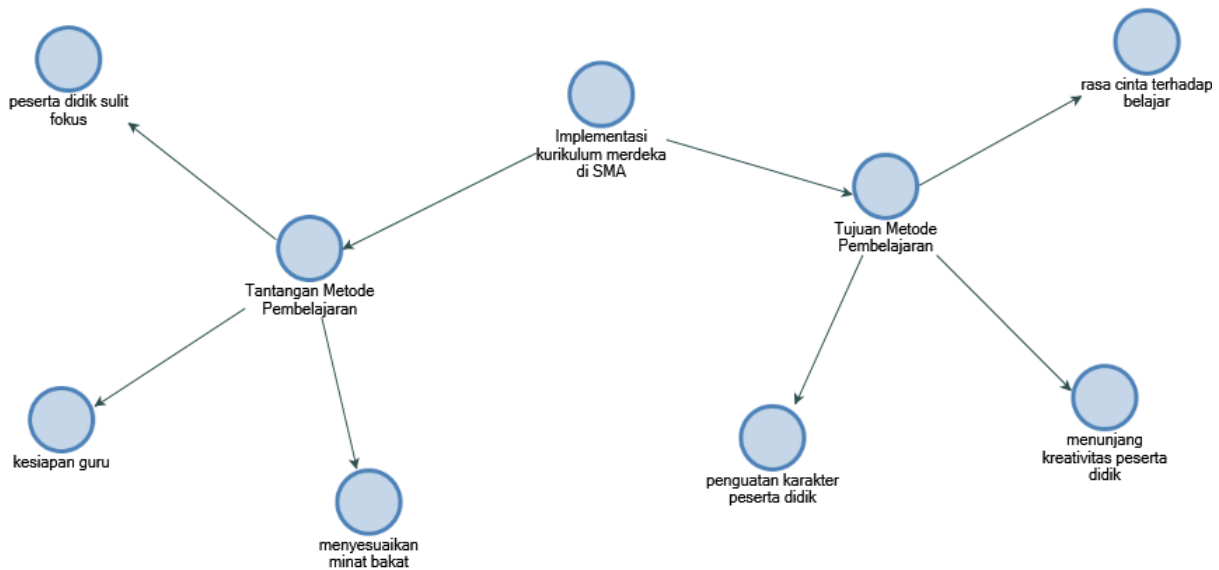 peserta didik sulit
fokus
Implementasi
kurikulum merdeka
di SMA
rasa cinta terhadap
belajar
Tantangan Metode
Pembelajaran
Tujuan Metode
Pembelajaran
kesiapan guru
menyesuaikan
minat bakat
penguatan karakter
peserta didik
menunjang
kreativitas peserta
didik